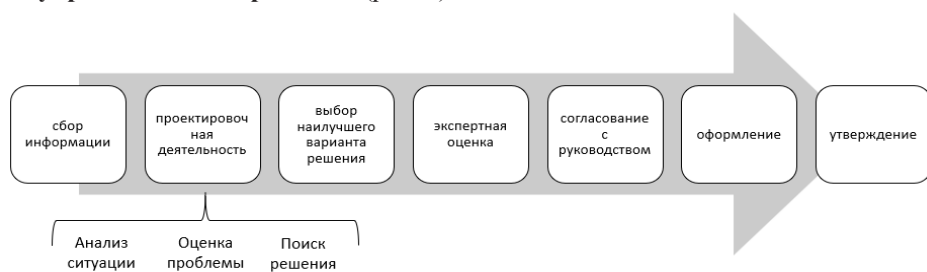 сбор
информации
проектировоч
ная
деятельность
выбор
наилучшего
варианта
решения
экспертная
оценка
согласование
с
руководством
оформление
утверждение
Анализ
ситуации
Оценка
проблемы
Поиск
решения